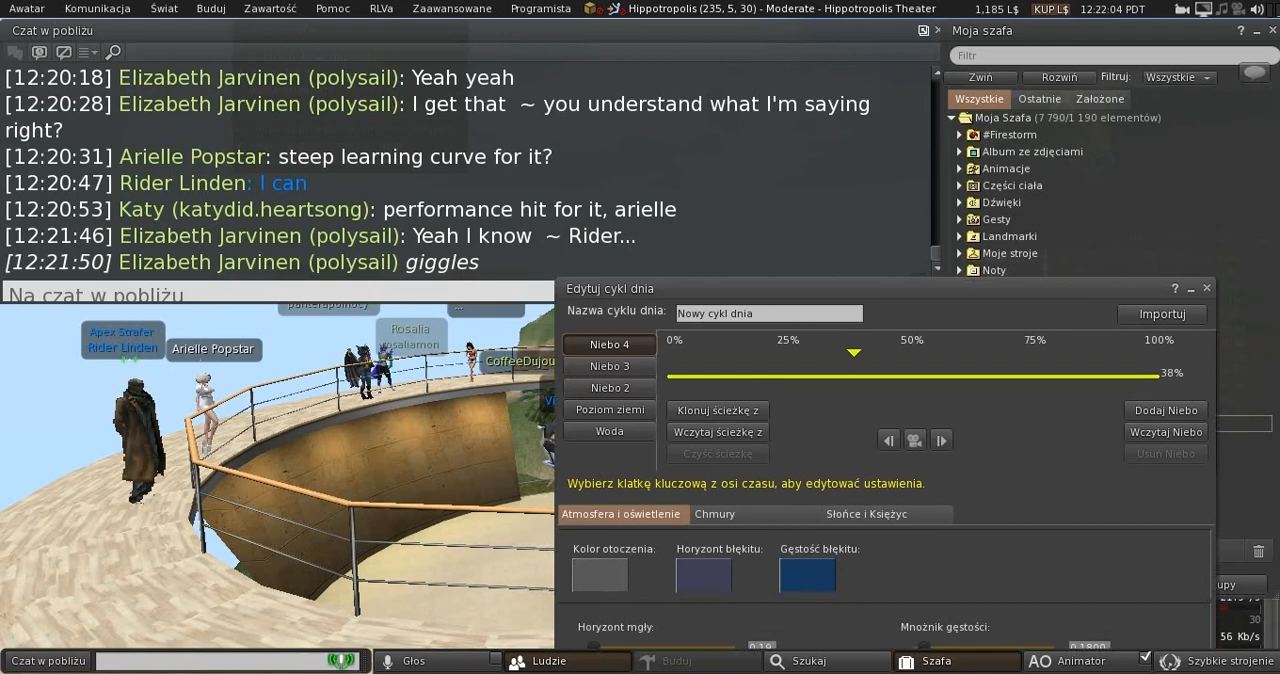 Awatar Komunikacja Świat Buduj Zawartość Pomoc RLVa Zaawansowane Programista Hippotropolis (235, 5, 30) - Moderate - Hippotropolis Theater 1,185 L$ KUP L$ 12:22:04 PDT
Czat w pobliżu
[12:20:18] Elizabeth Jarvinen (polysail): Yeah yeah
[12:20:28] Elizabeth Jarvinen (polysail): I get that ~ you understand what I'm saying
right?
[12:20:31] Arielle Popstar: steep learning curve for it?
[12:20:47] Rider Linden: I can
[12:20:53] Katy (katydid.heartsong): performance hit for it, arielle
[12:21:46] Elizabeth Jarvinen (polysail): Yeah I know ~ Rider...
[12:21:50] Elizabeth Jarvinen (polysail) giggles
Na czat w pobliżu
Moja szafa
Filtr
Zwiń Rozwiń Filtruj: Wszystkie
Wszystkie Ostatnie Założone
Moja Szafa (7 790/1 190 elementów)
#Firestorm
Album ze zdjęciami
Animacje
Części ciała
Dźwięki
Gesty
Landmarki
Moje stroje
Noty
panterapolnocy
...
Apex Strafer
Rider Linden
Arielle Popstar
Rosalia
rosaliamon
CoffeeDujou
Edytuj cykl dnia
Nazwa cyklu dnia: Nowy cykl dnia Importuj
Niebo 4
Niebo 3
Niebo 2
Poziom ziemi
Woda
0% 25% 50% 75% 100%
38%
Klonuj ścieżkę z
Wczytaj ścieżkę z
Czyść ścieżkę
Dodaj Niebo
Wczytaj Niebo
Usuń Niebo
Wybierz klatkę kluczową z osi czasu, aby edytować ustawienia.
Atmosfera i oświetlenie Chmury Słońce i Księżyc
Kolor otoczenia: Horyzont błękitu: Gęstość błękitu:
Horyzont mgły: Mnożnik gęstości:
0.19 0.1800
upy
30
56 Kb/s
Czat w pobliżu Głos Ludzie Buduj Szukaj Szafa AO Animator Szybkie strojenie